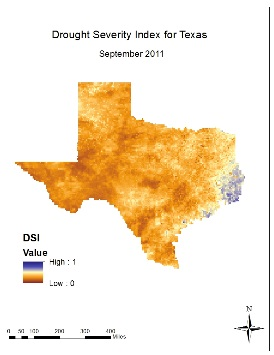 Drought Severity Index for Texas
September 2011
DSI
Value
High : 1
Low : 0
N
0 50 100 200 300 400
Miles